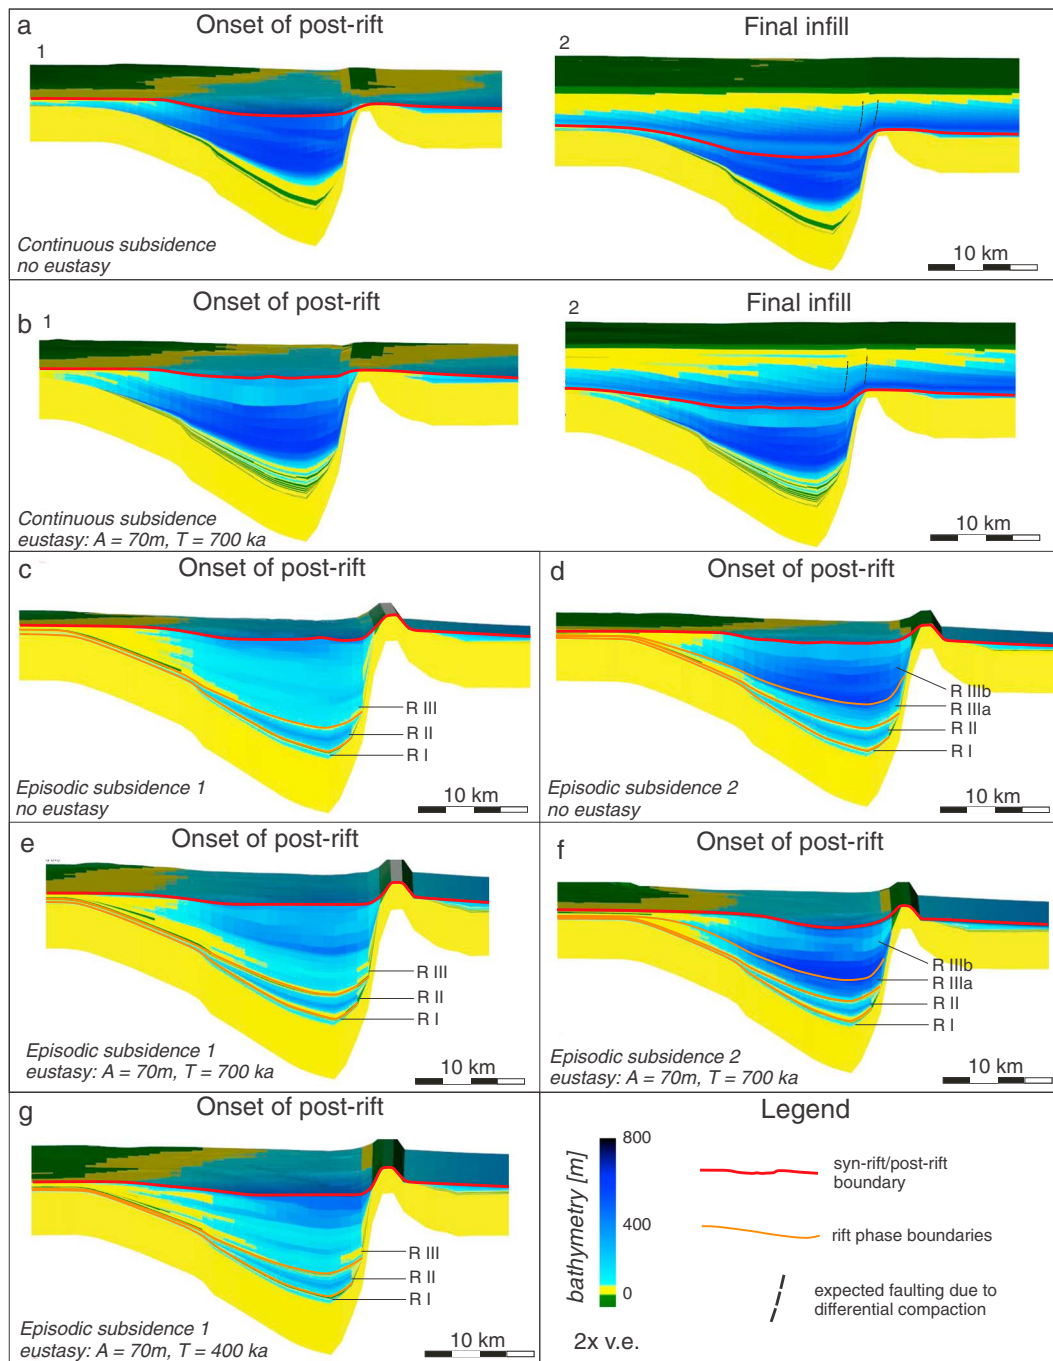 a
Onset of post-rift
Final infill
1
2
Continuous subsidence
no eustasy
10 km
b
Onset of post-rift
Final infill
1
2
Continuous subsidence
eustasy: A = 70m, T = 700 ka
10 km
10 km
c
Onset of post-rift
R III
R II
R I
Episodic subsidence 1
no eustasy
10 km
d
Onset of post-rift
R IIIb
R IIIa
R II
R I
Episodic subsidence 2
no eustasy
10 km
e
Onset of post-rift
R III
R II
R I
Episodic subsidence 1
eustasy: A = 70m, T = 700 ka
10 km
f
Onset of post-rift
R IIIb
R IIIa
R II
R I
Episodic subsidence 2
eustasy: A = 70m, T = 700 ka
10 km
g
Onset of post-rift
R III
R II
R I
Episodic subsidence 1
eustasy: A = 70m, T = 400 ka
10 km
Legend
bathymetry [m]
800
400
0
2x v.e.
syn-rift/post-rift
boundary
rift phase boundaries
expected faulting due to
differential compaction